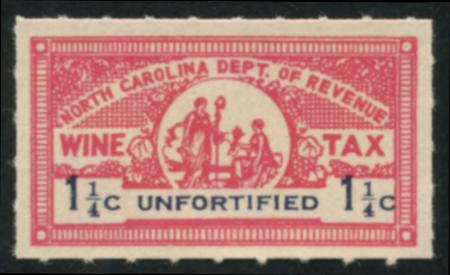 NORTH CAROLINA DEPT. OF REVENUE
WINE TAX
1 1/4 C UNFORTIFIED 1 1/4 C